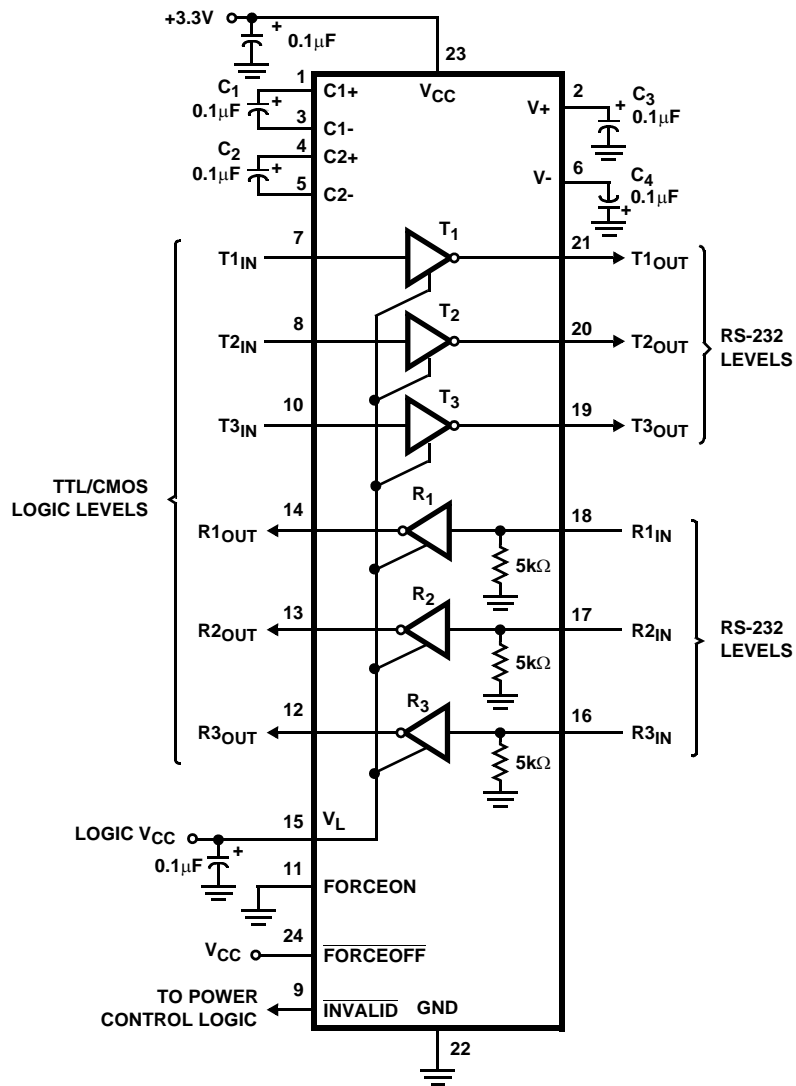 +3.3V
+
0.1μF
23
1
C1
0.1μF
+
C1+
VCC
2
V+
+
C3
0.1μF
3
C1-
4
C2
0.1μF
+
C2+
5
C2-
6
V-
C4
0.1μF
+
T1IN
7
T1
21
T1OUT
T2IN
8
T2
20
T2OUT
RS-232
LEVELS
T3IN
10
T3
19
T3OUT
TTL/CMOS
LOGIC LEVELS
R1OUT
14
R1
18
R1IN
5kΩ
R2OUT
13
R2
17
R2IN
RS-232
LEVELS
5kΩ
R3OUT
12
R3
16
R3IN
5kΩ
LOGIC VCC
15
VL
0.1μF
+
11
FORCEON
VCC
24
FORCEOFF
TO POWER
CONTROL LOGIC
9
INVALID
GND
22